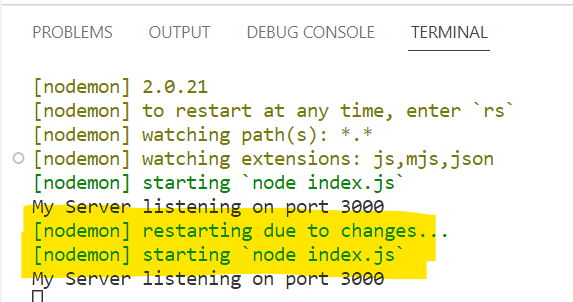 PROBLEMS OUTPUT DEBUG CONSOLE TERMINAL
[nodemon] 2.0.21
[nodemon] to restart at any time, enter `rs`
[nodemon] watching path(s): *.*
[nodemon] watching extensions: js,mjs,json
[nodemon] starting `node index.js`
My Server listening on port 3000
[nodemon] restarting due to changes...
[nodemon] starting `node index.js`
My Server listening on port 3000